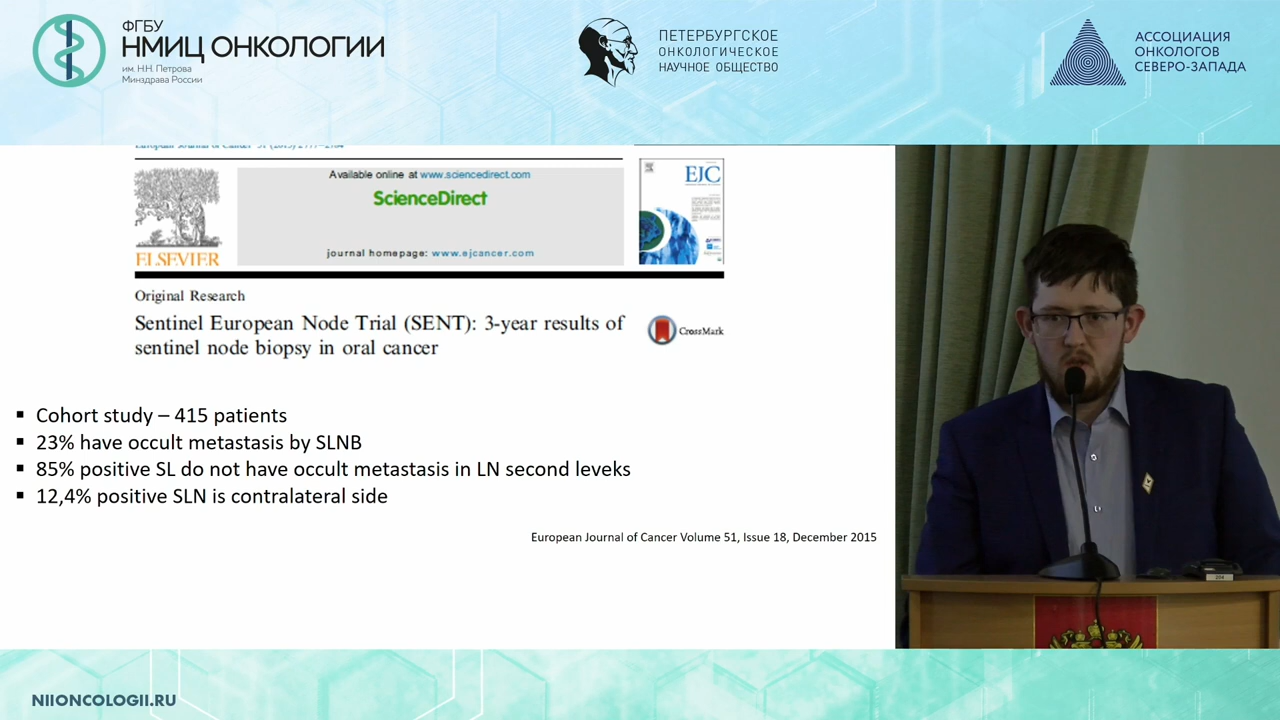 ФГБУ
НМИЦ ОНКОЛОГИИ
им. Н.Н. Петрова
Минздрава России
ПЕТЕРБУРГСКОЕ
ОНКОЛОГИЧЕСКОЕ
НАУЧНОЕ ОБЩЕСТВО
АССОЦИАЦИЯ
ОНКОЛОГОВ
СЕВЕРО-ЗАПАДА
Available online at www.sciencedirect.com
ScienceDirect
journal homepage: www.ejcancer.com
ELSEVIER
EJC
Original Research
Sentinel European Node Trial (SENT): 3-year results of
sentinel node biopsy in oral cancer
CrossMark
▪ Cohort study – 415 patients
▪ 23% have occult metastasis by SLNB
▪ 85% positive SL do not have occult metastasis in LN second leveks
▪ 12,4% positive SLN is contralateral side
European Journal of Cancer Volume 51, Issue 18, December 2015
NIIONCOLOGII.RU